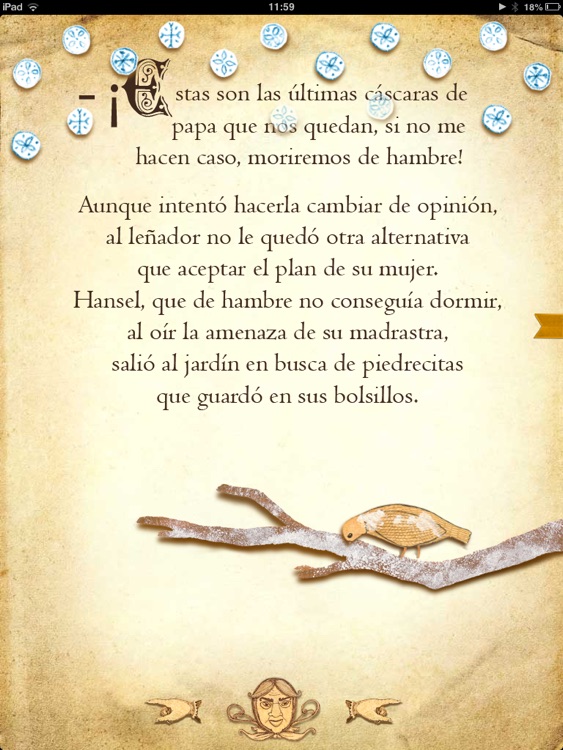 iPad 11:59 18%
– ¡Estas son las últimas cáscaras de
papa que nos quedan, si no me
hacen caso, moriremos de hambre!
Aunque intentó hacerla cambiar de opinión,
al leñador no le quedó otra alternativa
que aceptar el plan de su mujer.
Hansel, que de hambre no conseguía dormir,
al oír la amenaza de su madrastra,
salió al jardín en busca de piedrecitas
que guardó en sus bolsillos.